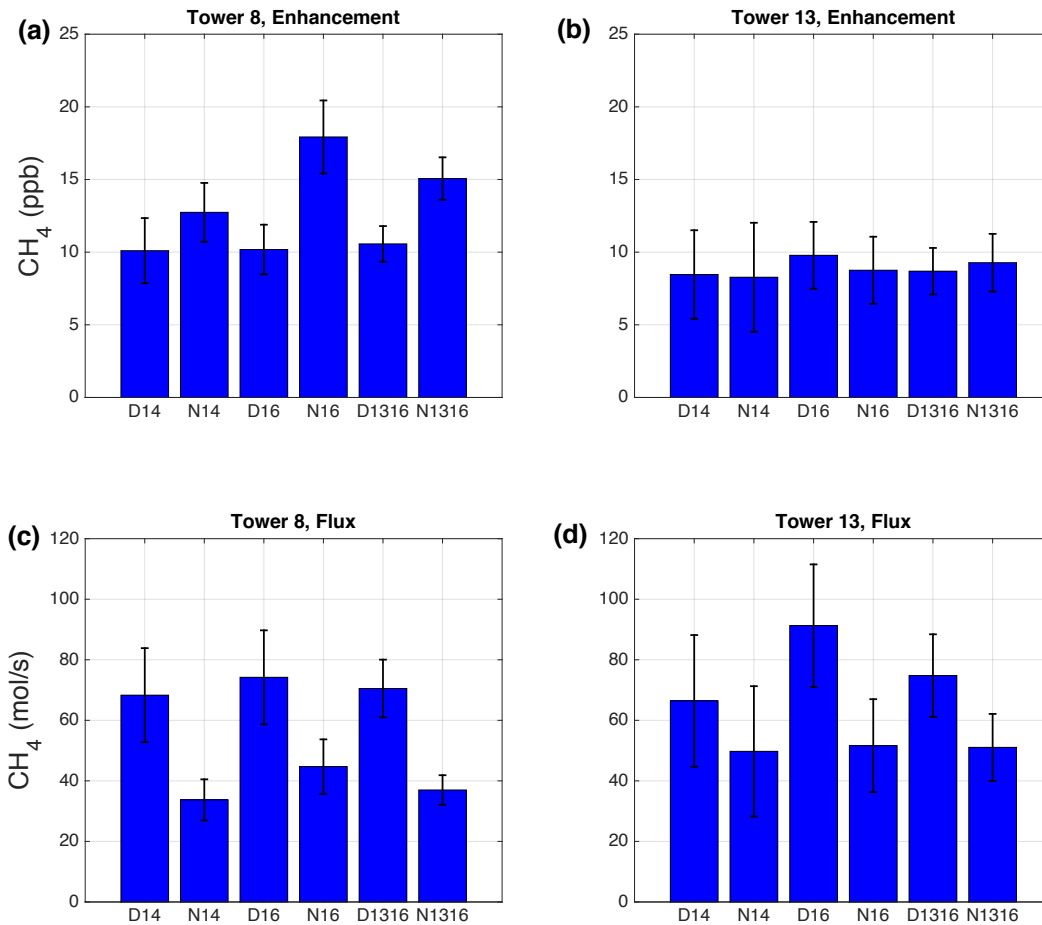 (a)
Tower 8, Enhancement
CH4 (ppb)
25
20
15
10
5
0
D14 N14 D16 N16 D1316 N1316
(b)
Tower 13, Enhancement
25
20
15
10
5
0
D14 N14 D16 N16 D1316 N1316
(c)
Tower 8, Flux
CH4 (mol/s)
120
100
80
60
40
20
0
D14 N14 D16 N16 D1316 N1316
(d)
Tower 13, Flux
120
100
80
60
40
20
0
D14 N14 D16 N16 D1316 N1316